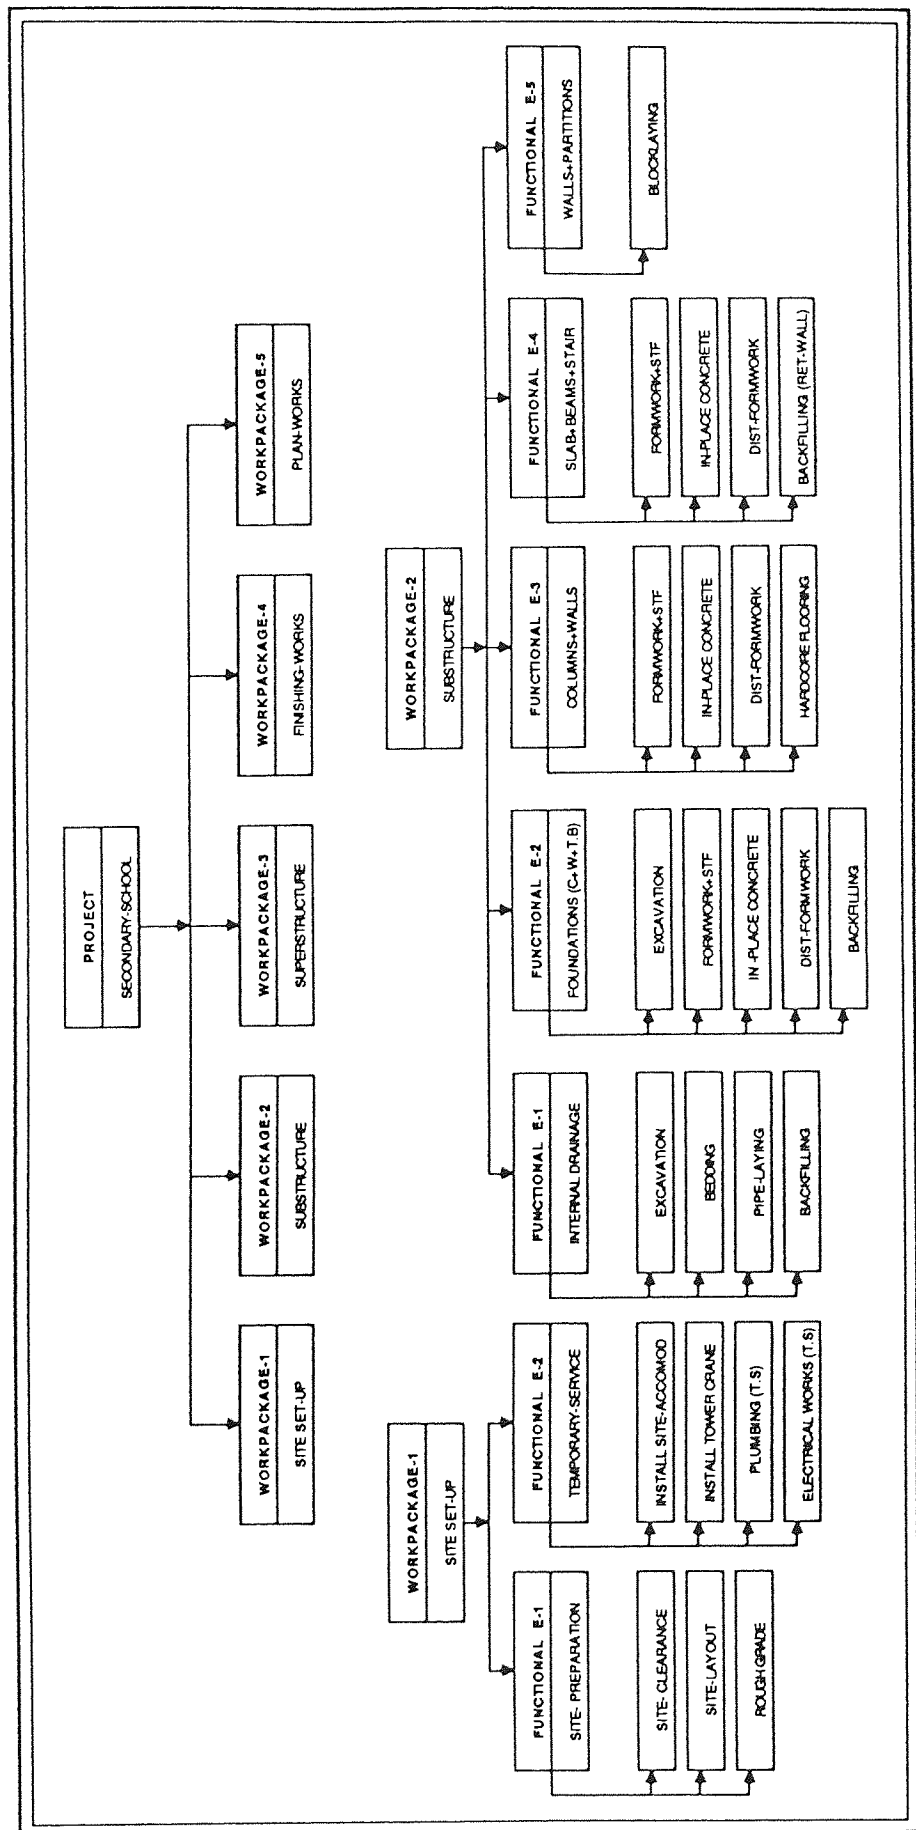 PROJECT
SECONDARY-SCHOOL
WORKPACKAGE-1
SITE SET-UP
WORKPACKAGE-2
SUBSTRUCTURE
WORKPACKAGE-3
SUPERSTRUCTURE
WORKPACKAGE-4
FINISHING-WORKS
WORKPACKAGE-5
PLAN-WORKS
WORKPACKAGE-1
SITE SET-UP
FUNCTIONAL E-1
SITE- PREPARATION
SITE- CLEARANCE
SITE-LAYOUT
ROUGH GRADE
FUNCTIONAL E-2
TEMPORARY-SERVICE
INSTALL SITE-ACCOMOD
INSTALL TOWER CRANE
PLUMBING (T.S)
ELECTRICAL WORKS (T.S)
WORKPACKAGE-2
SUBSTRUCTURE
FUNCTIONAL E-1
INTERNAL DRAINAGE
EXCAVATION
BEDDING
PIPE-LAYING
BACKFILLING
FUNCTIONAL E-2
FOUNDATIONS (C+W+T.B)
EXCAVATION
FORMWORK+STF
IN-PLACE CONCRETE
DIST-FORMWORK
BACKFILLING
FUNCTIONAL E-3
COLUMNS+WALLS
FORMWORK+STF
IN-PLACE CONCRETE
DIST-FORMWORK
HARDCORE FLOORING
FUNCTIONAL E-4
SLAB+BEAMS+STAIR
FORMWORK+STF
IN-PLACE CONCRETE
DIST-FORMWORK
BACKFILLING (RET-WALL)
FUNCTIONAL E-5
WALLS+PARTITIONS
BLOCKLAYING